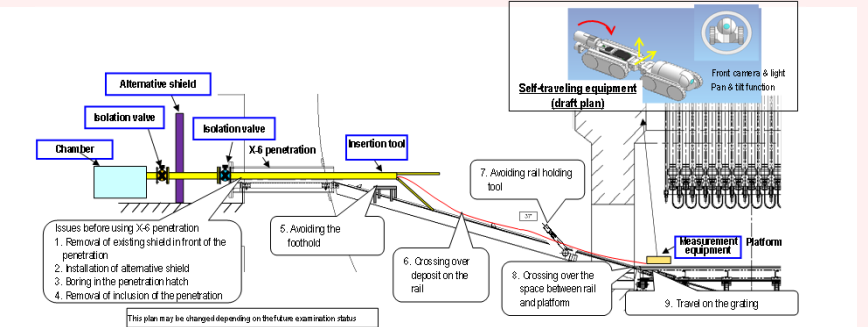 Front camera & light
Pan & tilt function
Self-traveling equipment
(draft plan)
Alternative shield
Isolation valve
Isolation valve
X-6 penetration
Insertion tool
Chamber
7. Avoiding rail holding
tool
37°
Issues before using X-6 penetration
1. Removal of existing shield in front of the
penetration
2. Installation of alternative shield
3. Boring in the penetration hatch
4. Removal of inclusion of the penetration
5. Avoiding the
foothold
6. Crossing over
deposit on the
rail
8. Crossing over the
space between rail
and platform
Measurement
equipment
Platform
9. Travel on the grating
This plan may be changed depending on the future examination status